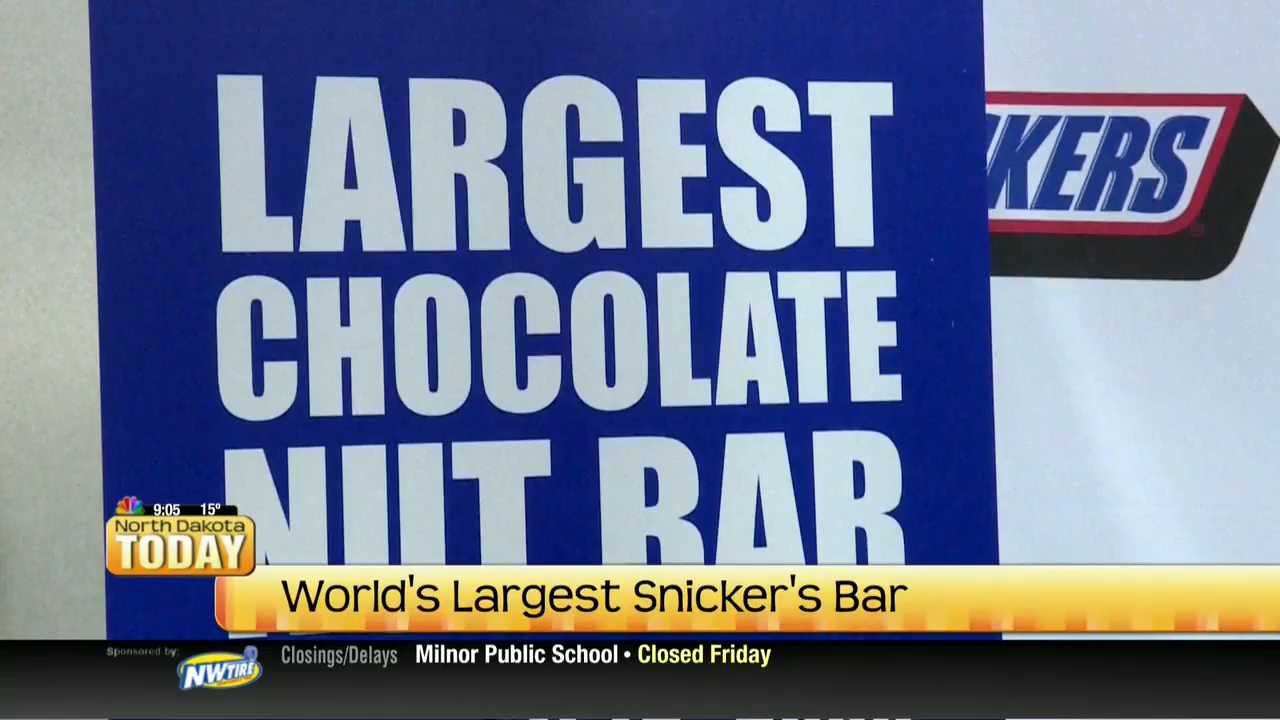 LARGEST
CHOCOLATE
NUT BAR
KERS
9:05 15°
North Dakota
TODAY
World's Largest Snicker's Bar
Sponsored by:
NWTIRE
Closings/Delays Milnor Public School • Closed Friday